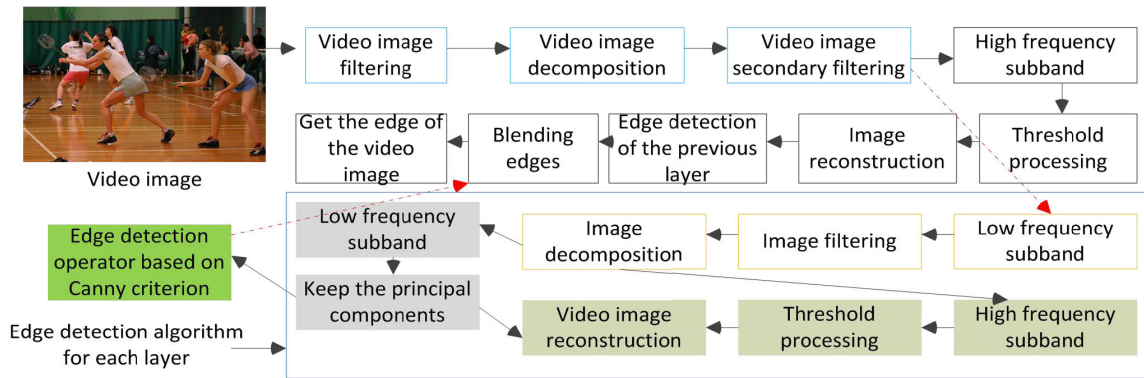 Video image
filtering
Video image
decomposition
Video image
secondary filtering
High frequency
subband
Get the edge of
the video
image
Blending
edges
Edge detection
of the previous
layer
Image
reconstruction
Threshold
processing
Video image
Low frequency
subband
Image
decomposition
Image filtering
Low frequency
subband
Edge detection
operator based on
Canny criterion
Keep the principal
components
Video image
reconstruction
Threshold
processing
High frequency
subband
Edge detection algorithm
for each layer